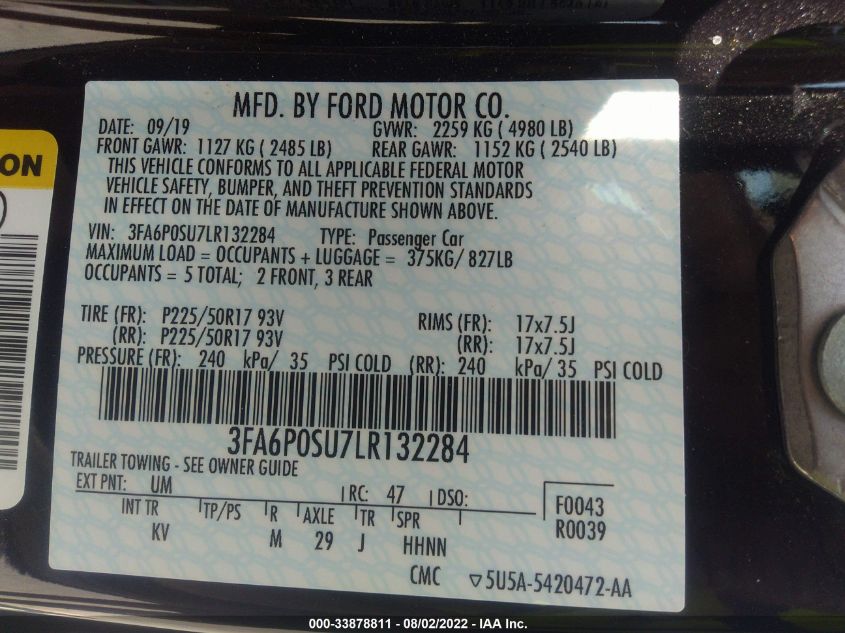 MFD. BY FORD MOTOR CO.
DATE: 09/19 GVWR: 2259 KG ( 4980 LB)
FRONT GAWR: 1127 KG ( 2485 LB) REAR GAWR: 1152 KG ( 2540 LB)
THIS VEHICLE CONFORMS TO ALL APPLICABLE FEDERAL MOTOR
VEHICLE SAFETY, BUMPER, AND THEFT PREVENTION STANDARDS
IN EFFECT ON THE DATE OF MANUFACTURE SHOWN ABOVE.
VIN: 3FA6P0SU7LR132284 TYPE: Passenger Car
MAXIMUM LOAD = OCCUPANTS + LUGGAGE = 375KG/ 827LB
OCCUPANTS = 5 TOTAL; 2 FRONT, 3 REAR
TIRE (FR): P225/50R17 93V RIMS (FR): 17x7.5J
(RR): P225/50R17 93V (RR): 17x7.5J
PRESSURE (FR): 240 kPa/ 35 PSI COLD (RR): 240 kPa/ 35 PSI COLD
3FA6P0SU7LR132284
TRAILER TOWING - SEE OWNER GUIDE
EXT PNT: UM RC: 47 DSO:
INT TR TP/PS R AXLE TR SPR F0043
KV M 29 J HHNN R0039
CMC ▽5U5A-5420472-AA
ON
000-33878811 - 08/02/2022 - IAA Inc.